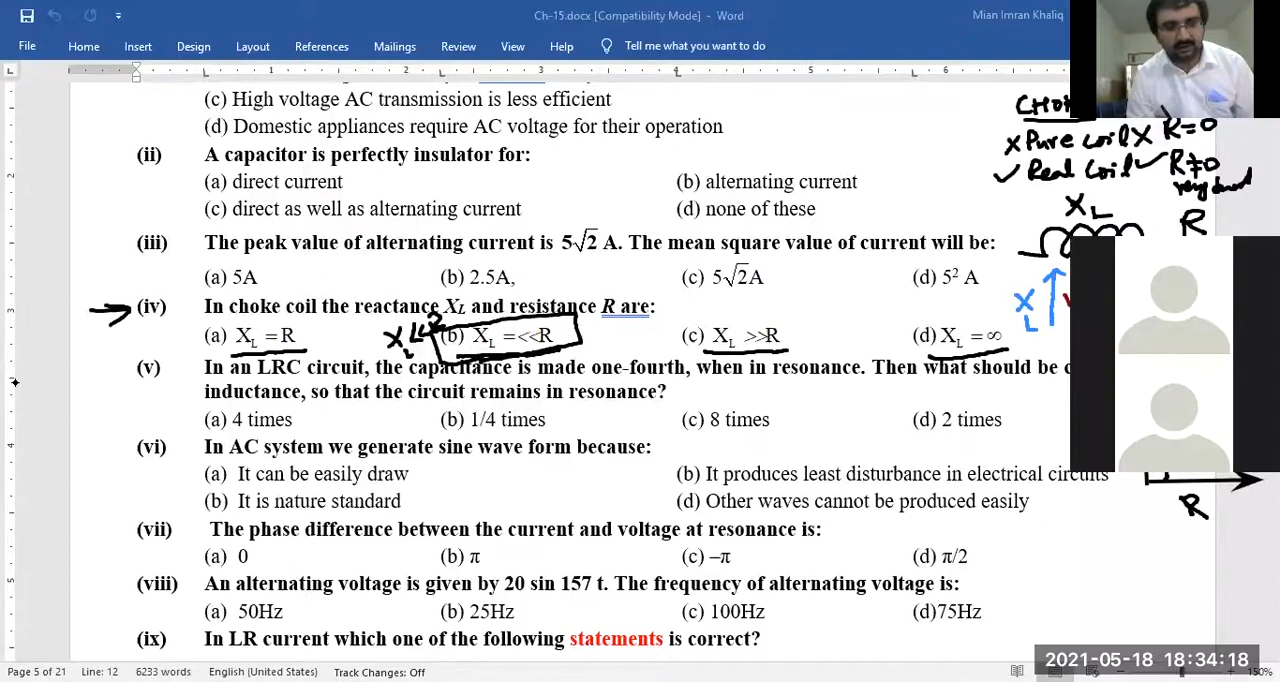 Ch-15.docx [Compatibility Mode] - Word
Mian Imran Khaliq
File Home Insert Design Layout References Mailings Review View Help Tell me what you want to do
1 2 3 4 5 6
(c) High voltage AC transmission is less efficient
(d) Domestic appliances require AC voltage for their operation
(ii) A capacitor is perfectly insulator for:
(a) direct current (b) alternating current
(c) direct as well as alternating current (d) none of these
(iii) The peak value of alternating current is 5√2 A. The mean square value of current will be:
(a) 5A (b) 2.5A, (c) 5√2A (d) 5² A
(iv) In choke coil the reactance XL and resistance R are:
(a) XL = R XL<<R (b) XL =<<R (c) XL >>R (d) XL = ∞
(v) In an LRC circuit, the capacitance is made one-fourth, when in resonance. Then what should be
inductance, so that the circuit remains in resonance?
(a) 4 times (b) 1/4 times (c) 8 times (d) 2 times
(vi) In AC system we generate sine wave form because:
(a) It can be easily draw (b) It produces least disturbance in electrical circuits
(b) It is nature standard (d) Other waves cannot be produced easily
(vii) The phase difference between the current and voltage at resonance is:
(a) 0 (b) π (c) –π (d) π/2
(viii) An alternating voltage is given by 20 sin 157 t. The frequency of alternating voltage is:
(a) 50Hz (b) 25Hz (c) 100Hz (d)75Hz
(ix) In LR current which one of the following statements is correct?
X Pure coil X R=0
✓ Real coil ✓ R≠0
very
XL R
XL
R
Page 5 of 21 Line: 12 6233 words English (United States) Track Changes: Off
2021-05-18 18:34:18
150%